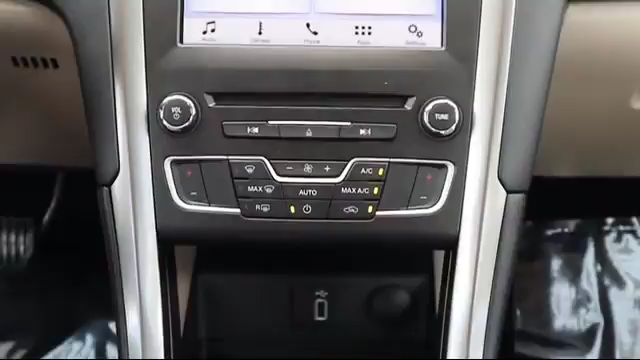 Audio Climate Phone Apps Settings
VOL
TUNE
A/C
MAX
AUTO
MAX A/C
R